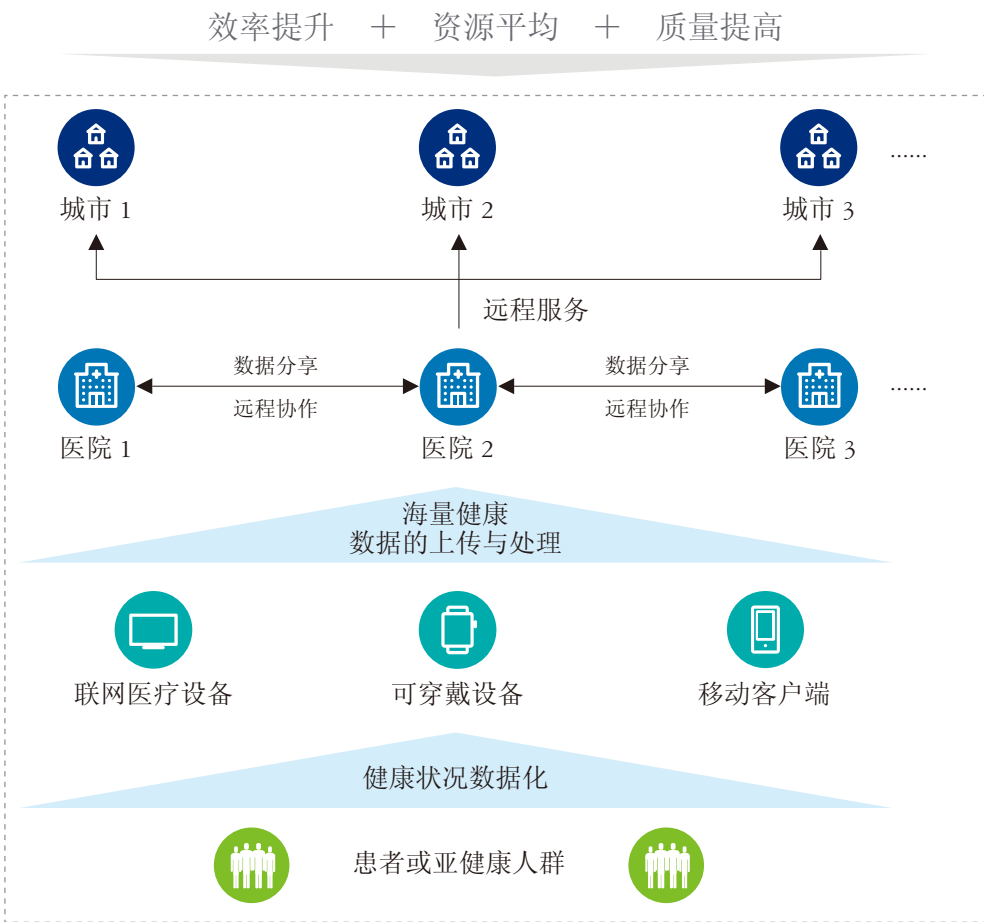 效率提升 + 资源平均 + 质量提高
城市 1
城市 2
城市 3
......
远程服务
数据分享
远程协作
数据分享
远程协作
......
医院 1
医院 2
医院 3
海量健康
数据的上传与处理
联网医疗设备
可穿戴设备
移动客户端
健康状况数据化
患者或亚健康人群